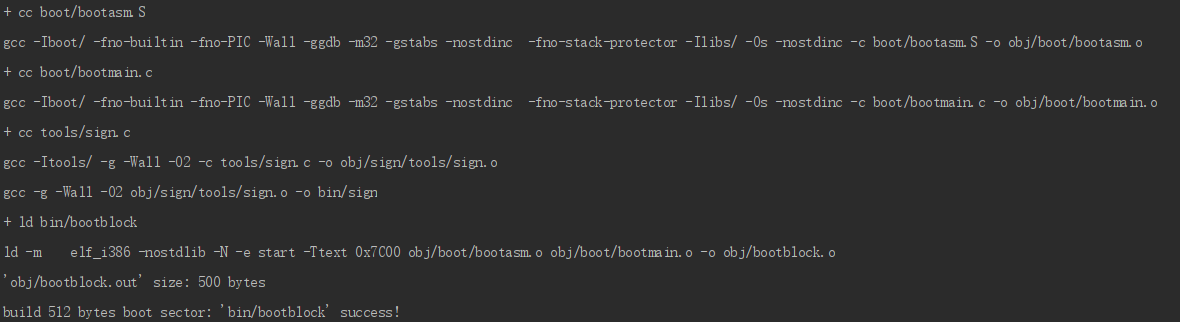 + cc boot/bootasm.S
gcc -Iboot/ -fno-builtin -fno-PIC -Wall -ggdb -m32 -gstabs -nostdinc  -fno-stack-protector -Ilibs/ -Os -nostdinc -c boot/bootasm.S -o obj/boot/bootasm.o
+ cc boot/bootmain.c
gcc -Iboot/ -fno-builtin -fno-PIC -Wall -ggdb -m32 -gstabs -nostdinc  -fno-stack-protector -Ilibs/ -Os -nostdinc -c boot/bootmain.c -o obj/boot/bootmain.o
+ cc tools/sign.c
gcc -Itools/ -g -Wall -O2 -c tools/sign.c -o obj/sign/tools/sign.o
gcc -g -Wall -O2 obj/sign/tools/sign.o -o bin/sign
+ ld bin/bootblock
ld -m    elf_i386 -nostdlib -N -e start -Ttext 0x7C00 obj/boot/bootasm.o obj/boot/bootmain.o -o obj/bootblock.o
'obj/bootblock.out' size: 500 bytes
build 512 bytes boot sector: 'bin/bootblock' success!